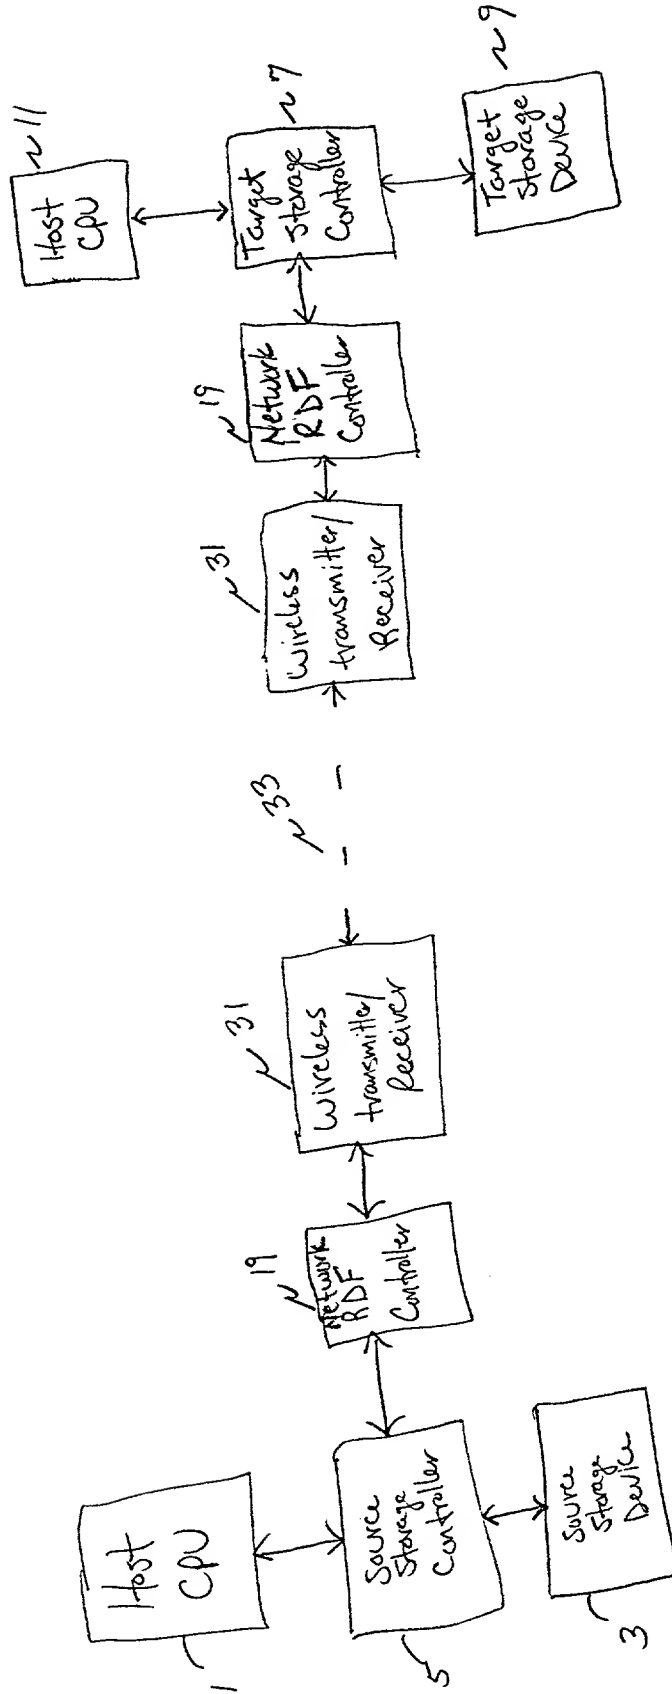 Host
CPU
1
Source
Storage
Controller
5
Source
Storage
Device
3
Network
RDF
Controller
19
Wireless
transmitter/
Receiver
31
33
Wireless
transmitter/
Receiver
31
Network
RDF
Controller
19
Host
CPU
11
Target
Storage
Controller
7
Target
Storage
Device
9